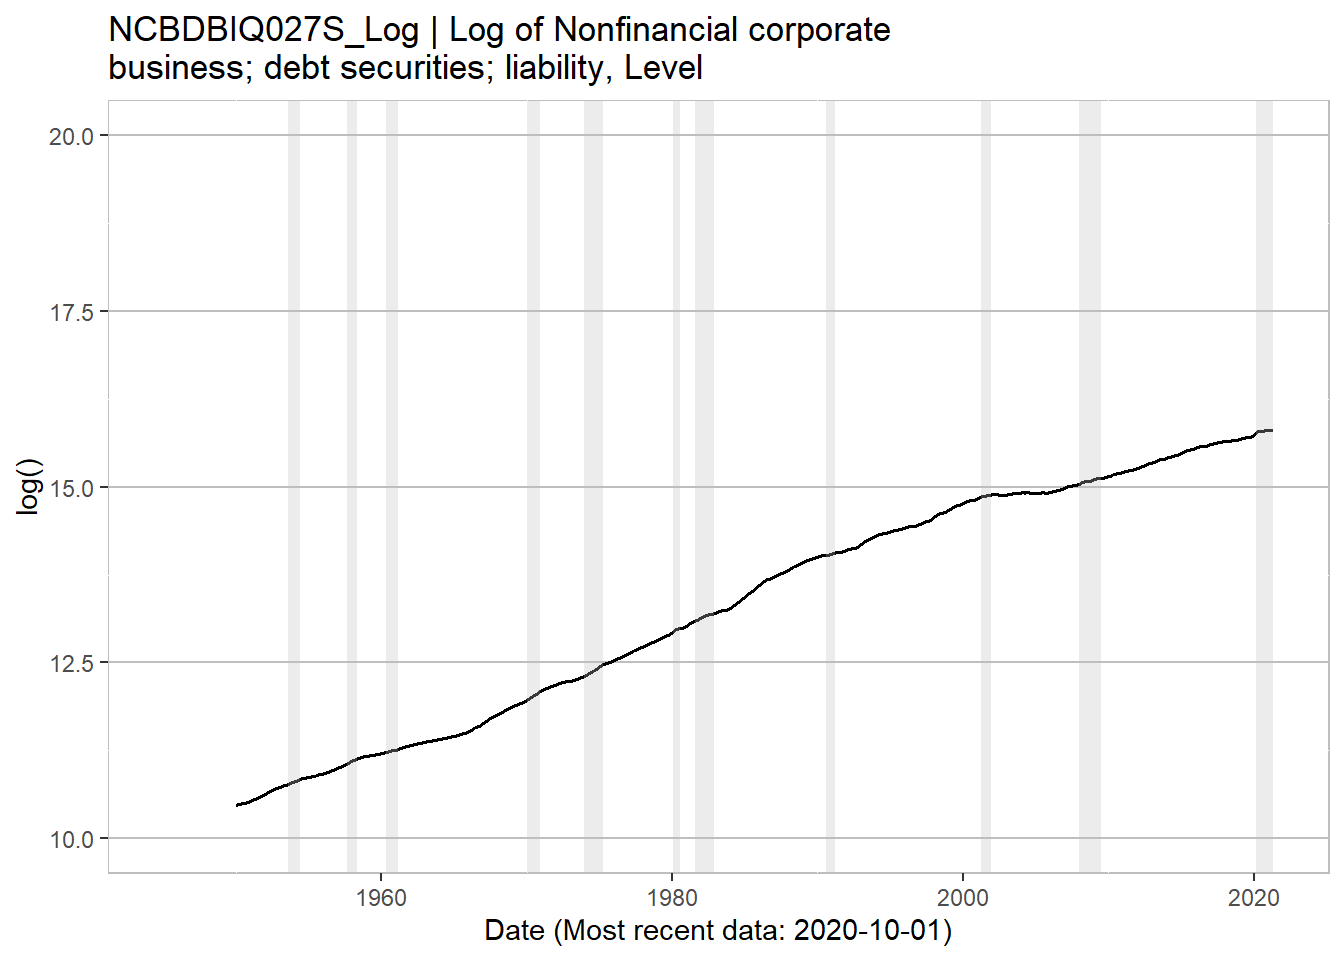 NCBDBIQ027S_Log | Log of Nonfinancial corporate
business; debt securities; liability, Level
20.0
17.5
15.0
12.5
10.0
log()
1960
1980
2000
2020
Date (Most recent data: 2020-10-01)